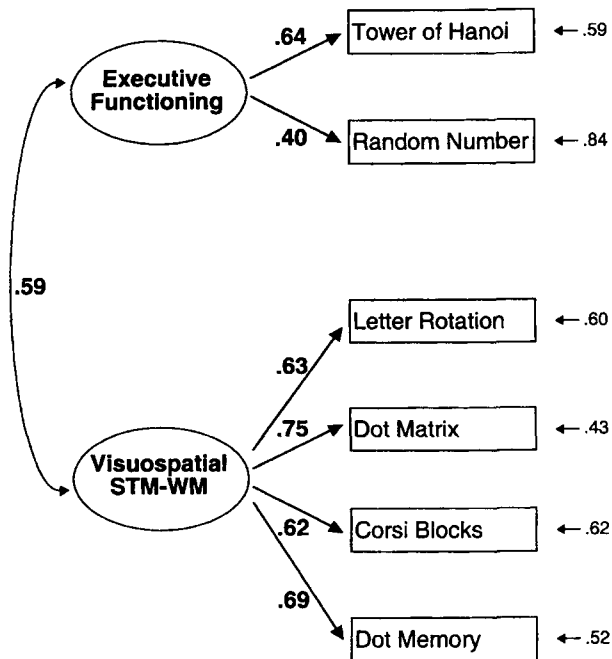 .64
Tower of Hanoi
.59
Executive
Functioning
.40
Random Number
.84
.59
Letter Rotation
.60
.63
.75
Dot Matrix
.43
Visuospatial
STM-WM
.62
Corsi Blocks
.62
.69
Dot Memory
.52